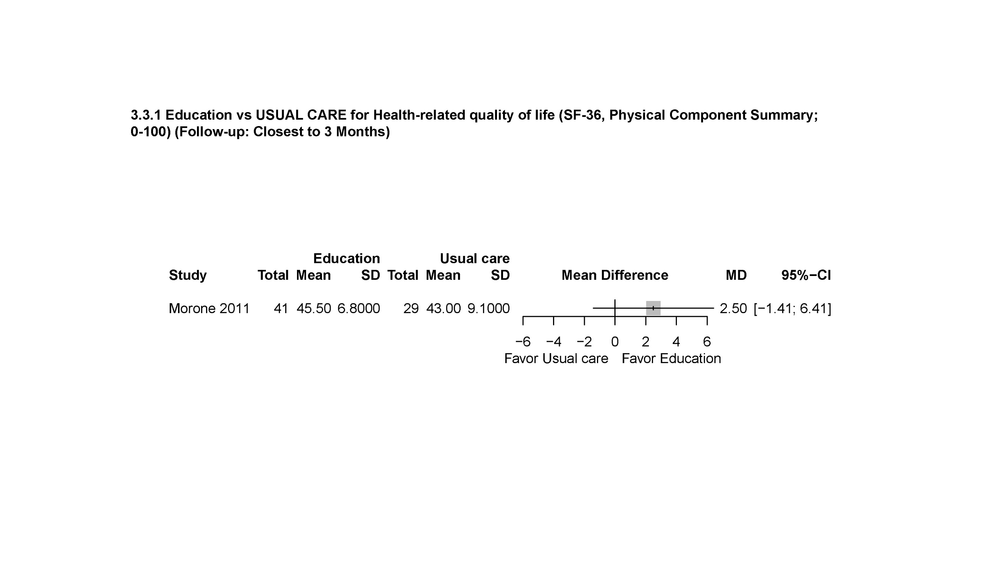 3.3.1 Education vs USUAL CARE for Health-related quality of life (SF-36, Physical Component Summary;
0-100) (Follow-up: Closest to 3 Months)
Education Usual care
Study Total Mean SD Total Mean SD Mean Difference MD 95%−CI
Morone 2011 41 45.50 6.8000 29 43.00 9.1000 2.50 [−1.41; 6.41]
−6 −4 −2 0 2 4 6
Favor Usual care Favor Education